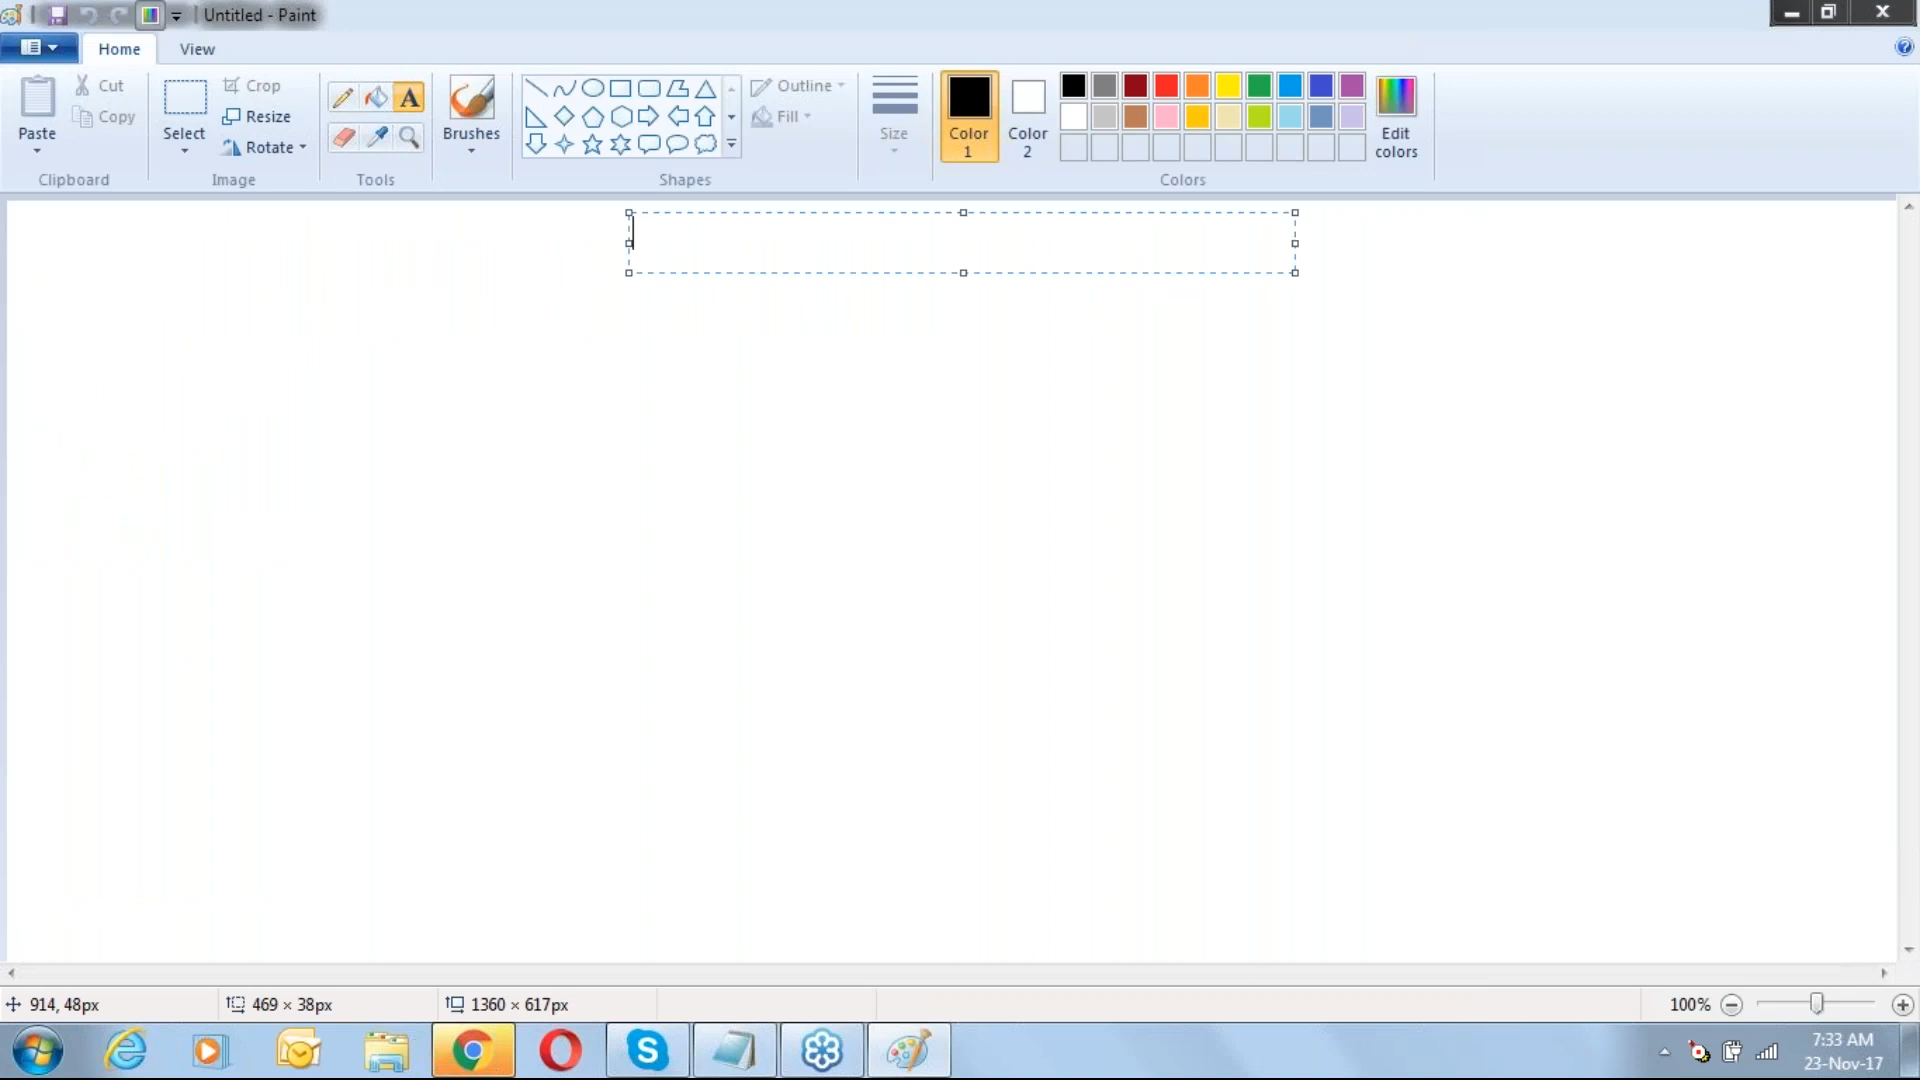 Untitled - Paint
Home
View
Paste
Cut
Copy
Clipboard
Select
Crop
Resize
Rotate
Image
A
Tools
Brushes
Shapes
Outline
Fill
Size
Color
1
Color
2
Edit
colors
Colors
914, 48px
469 × 38px
1360 × 617px
100%
7:33 AM
23-Nov-17